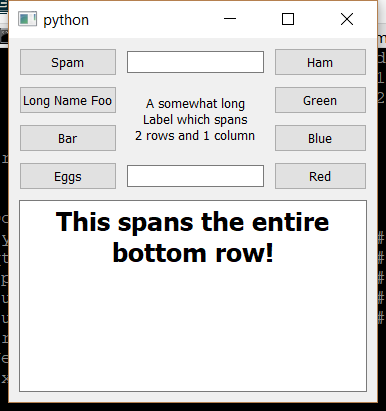 python
Spam
Ham
Long Name Foo
A somewhat long
Label which spans
2 rows and 1 column
Green
Bar
Blue
Eggs
Red
This spans the entire
bottom row!